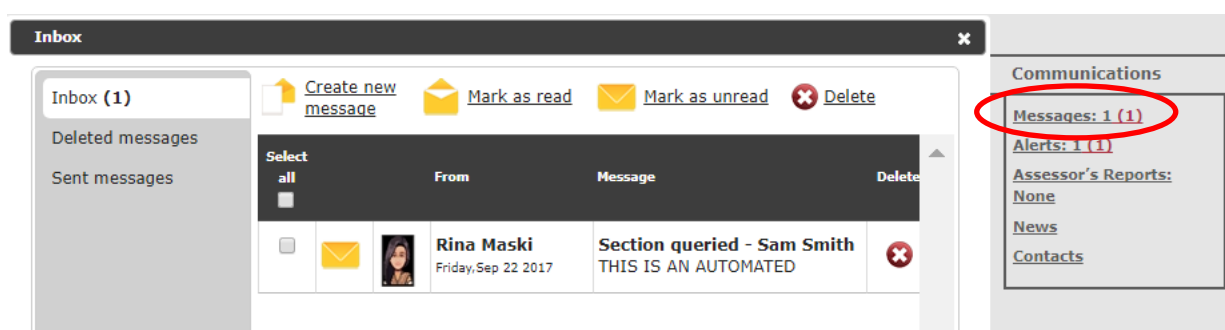 Inbox
Inbox (1)
Deleted messages
Sent messages
Create new
message
Mark as read
Mark as unread
Delete
Select
all
From
Message
Delete
Rina Maski
Friday,Sep 22 2017
Section queried - Sam Smith
THIS IS AN AUTOMATED
Communications
Messages: 1 (1)
Alerts: 1 (1)
Assessor's Reports:
None
News
Contacts